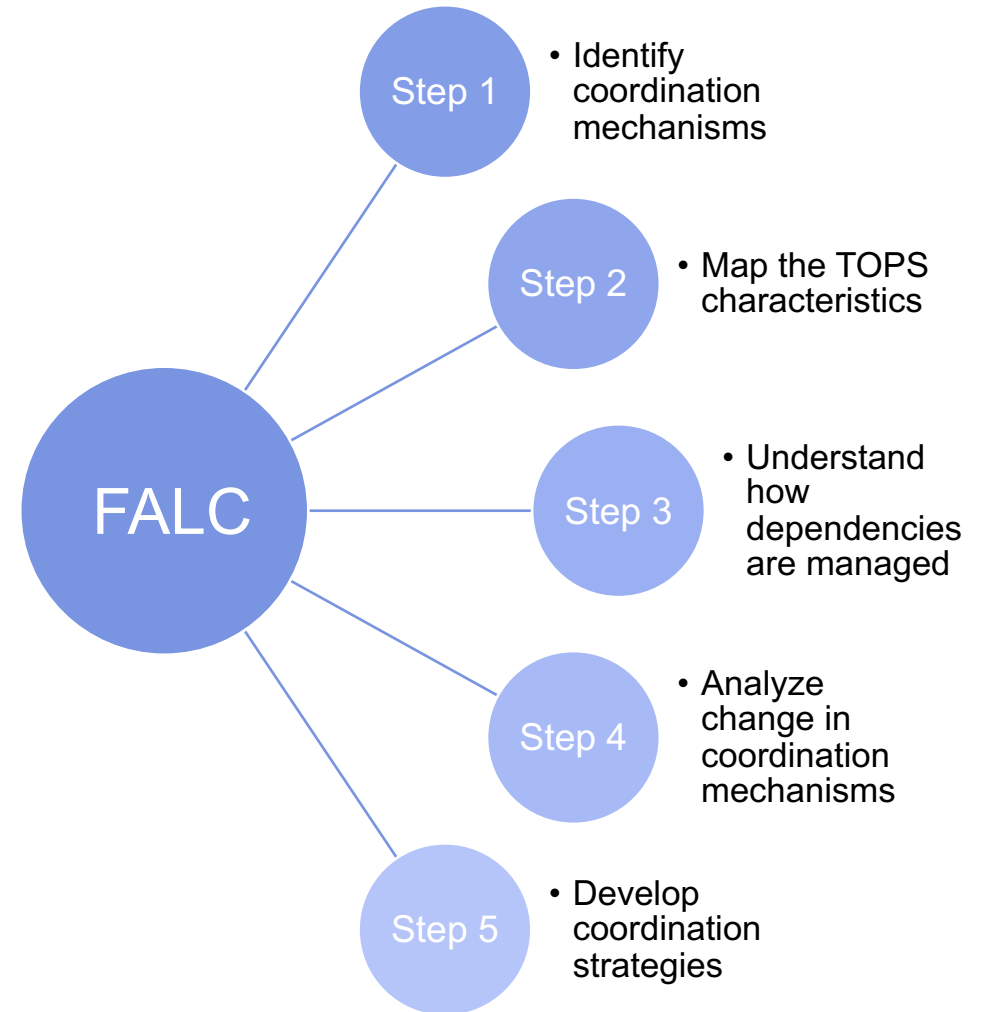 FALC
Step 1
• Identify
coordination
mechanisms
Step 2
• Map the TOPS
characteristics
Step 3
• Understand
how
dependencies
are managed
Step 4
• Analyze
change in
coordination
mechanisms
Step 5
• Develop
coordination
strategies